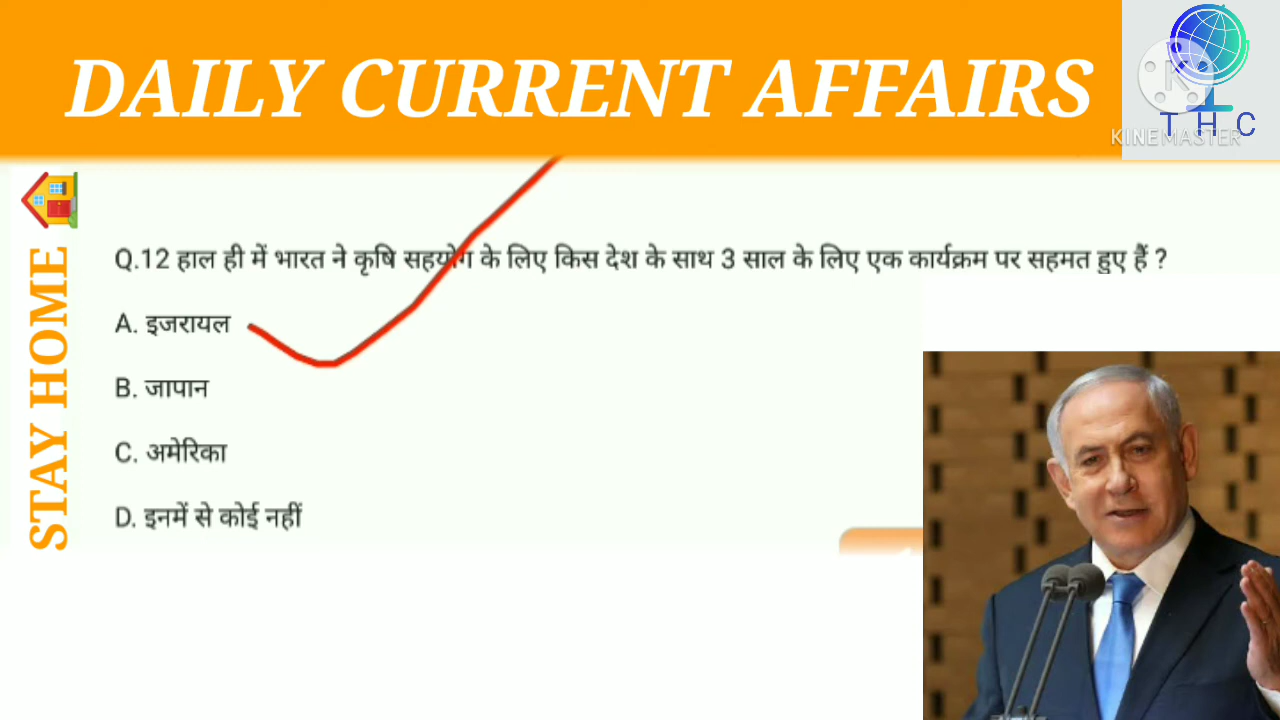 DAILY CURRENT AFFAIRS
T H C
KINEMASTER
STAY HOME
Q.12 हाल ही में भारत ने कृषि सहयोग के लिए किस देश के साथ 3 साल के लिए एक कार्यक्रम पर सहमत हुए हैं ?
A. इजरायल
B. जापान
C. अमेरिका
D. इनमें से कोई नहीं